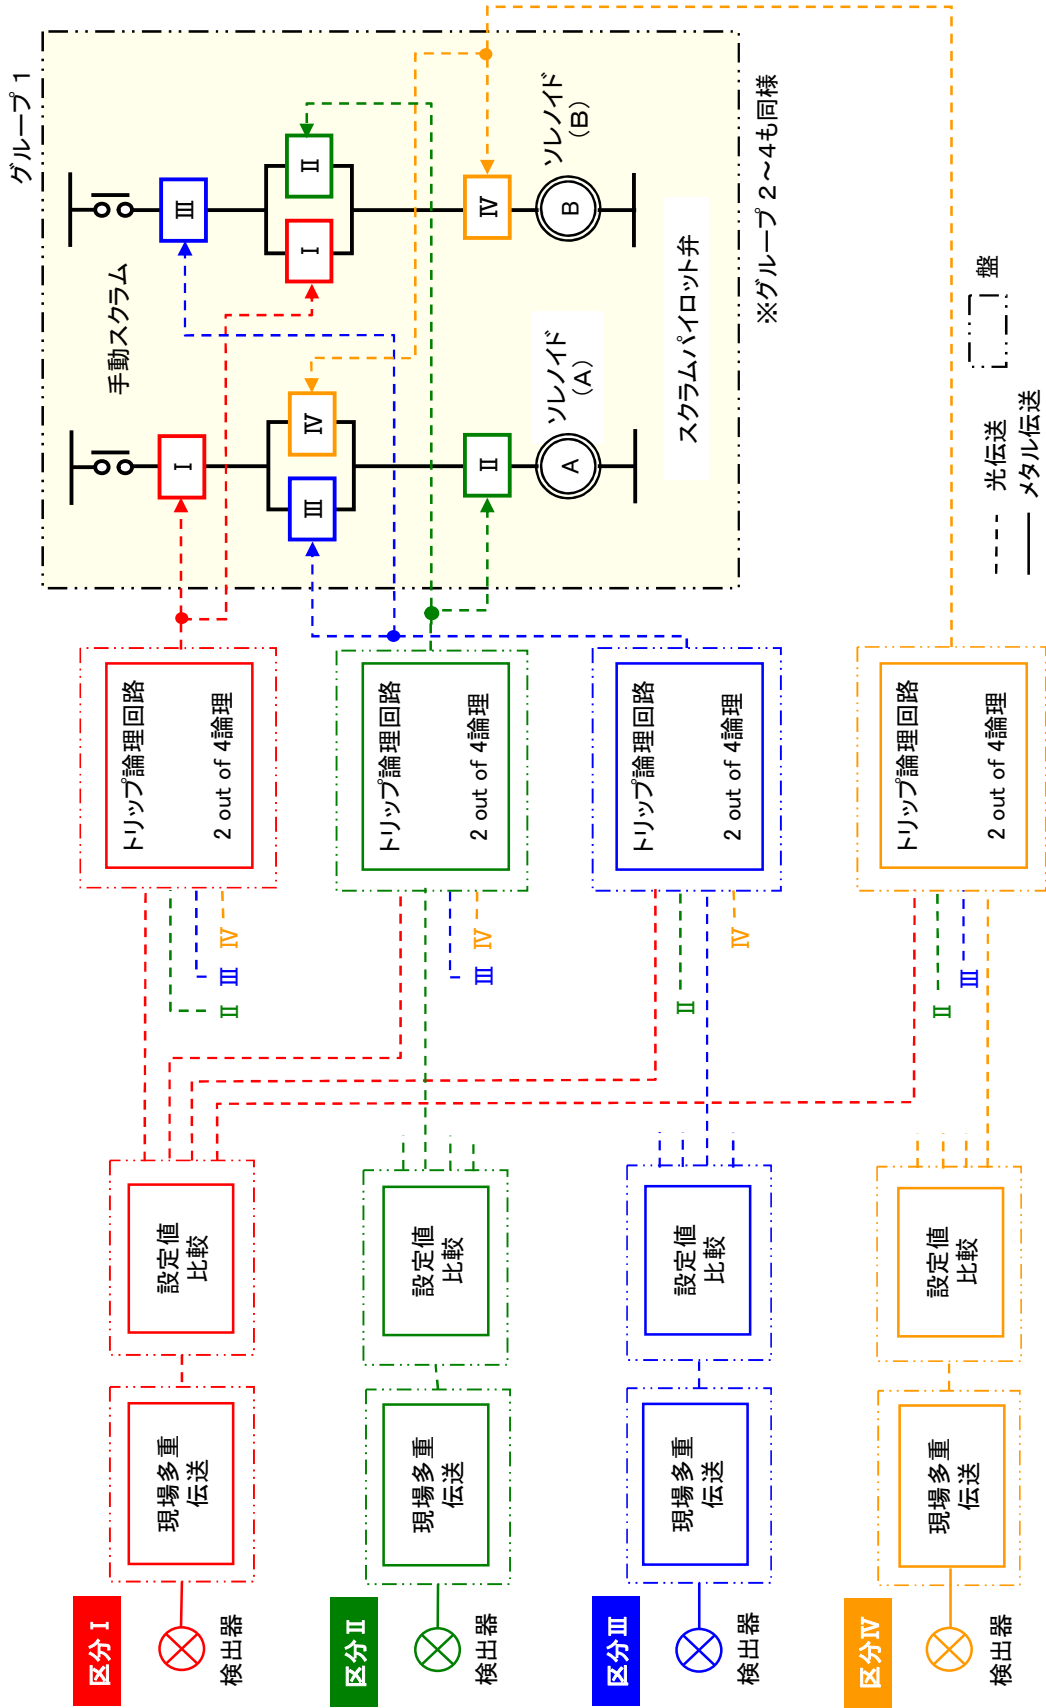 区分Ⅰ
検出器
現場多重
伝送
設定値
比較
Ⅱ
Ⅲ
Ⅳ
トリップ論理回路
2 out of 4論理
区分Ⅱ
検出器
現場多重
伝送
設定値
比較
Ⅲ
Ⅳ
トリップ論理回路
2 out of 4論理
区分Ⅲ
検出器
現場多重
伝送
設定値
比較
Ⅱ
Ⅳ
トリップ論理回路
2 out of 4論理
区分Ⅳ
検出器
現場多重
伝送
設定値
比較
Ⅱ
Ⅲ
トリップ論理回路
2 out of 4論理
グループ 1
手動スクラム
Ⅰ
Ⅲ
Ⅳ
Ⅱ
A
ソレノイド
(A)
Ⅲ
Ⅰ
Ⅱ
Ⅳ
B
ソレノイド
(B)
スクラムパイロット弁
※グループ 2～4も同様
光伝送
メタル伝送
盤